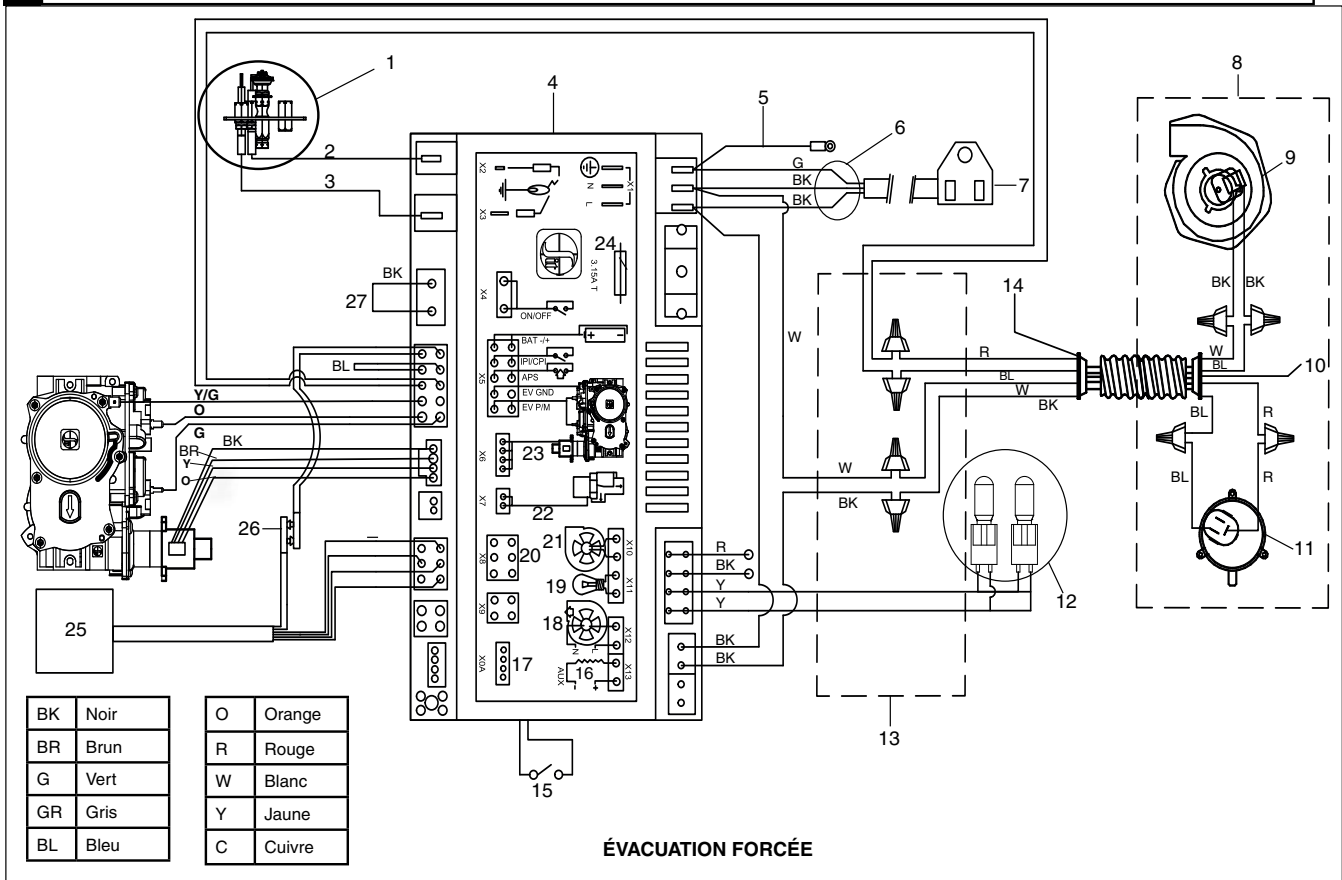 1
2
3
4
5
6
7
8
9
10
11
12
13
14
15
16
17
18
19
20
21
22
23
24
25
26
27
G
BK
BK
W
BK
BL
Y/G
O
G
BK
BR
Y
O
X2
X3
X4
X5
X6
X7
X8
X9
X0A
X1
N
L
3.15A T
ON/OFF
BAT -/+
IPI/CPI
APS
EV GND
EV P/M
X10
X11
X12
X13
N
L
AUX
- +
+ -
R
BL
W
BK
W
BK
R
BK
Y
Y
BK
BK
BK
BK
W
BL
BL
R
BL
R
BK Noir
BR Brun
G Vert
GR Gris
BL Bleu
O Orange
R Rouge
W Blanc
Y Jaune
C Cuivre
ÉVACUATION FORCÉE